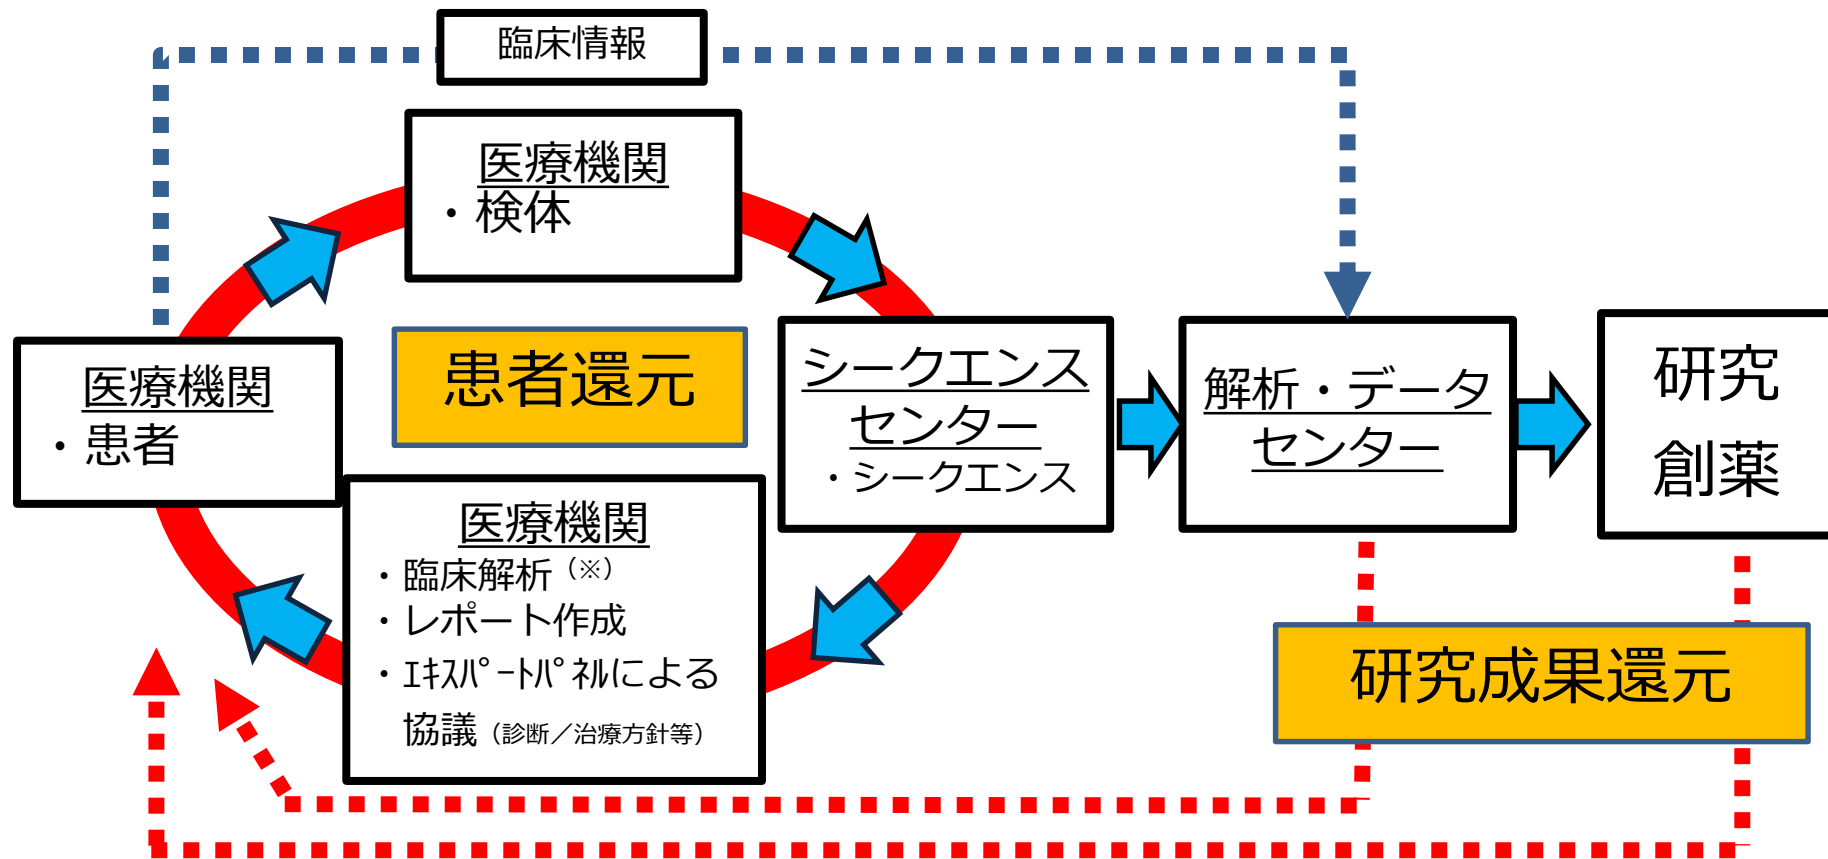 臨床情報
医療機関
・検体
医療機関
・患者
患者還元
シークエンス
センター
・シークエンス
解析・データ
センター
研究
創薬
医療機関
・臨床解析（※）
・レポート作成
・ｴｷｽﾊﾟｰﾄﾊﾟﾈﾙによる
協議（診断／治療方針等）
研究成果還元